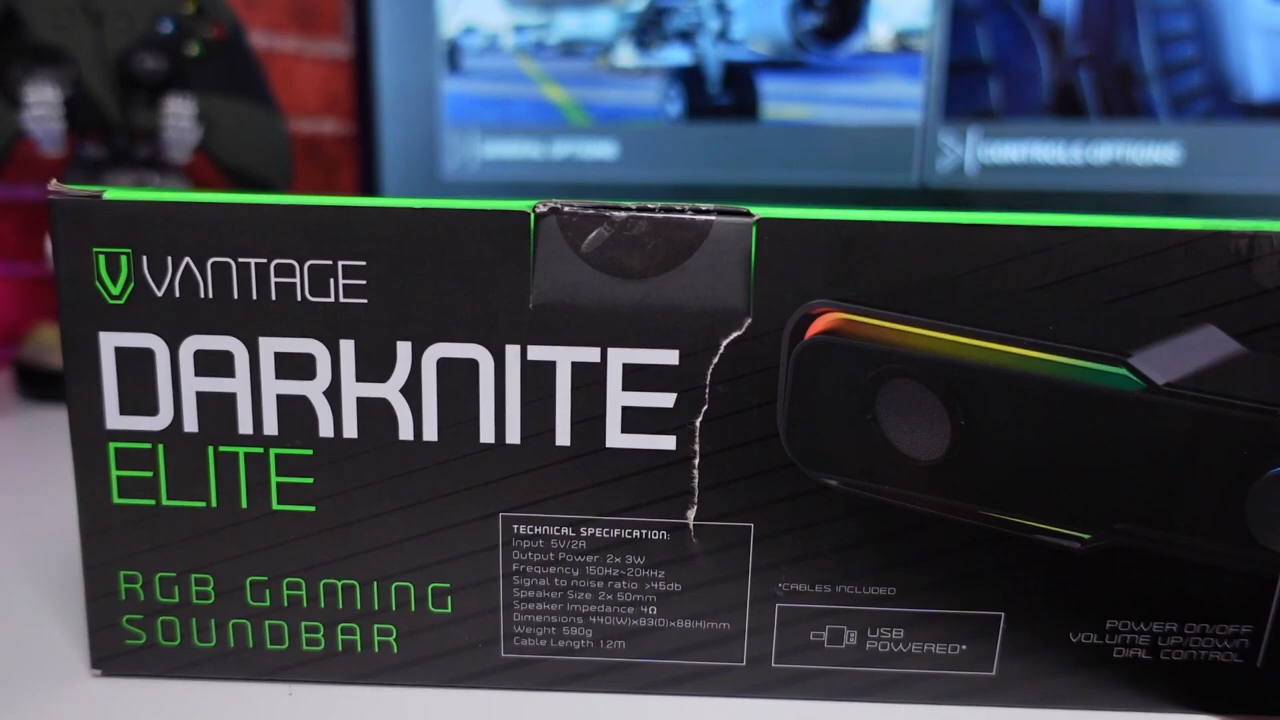 CONTROLS OPTIONS
VANTAGE
DARKNITE
ELITE
RGB GAMING
SOUNDBAR
TECHNICAL SPECIFICATION:
Input: 5V/2A
Output Power: 2x 3W
Frequency: 150Hz~20KHz
Signal to noise ratio: >45db
Speaker Size: 2x 50mm
Speaker Impedance: 4Ω
Dimensions: 440(W)x83(D)x88(H)mm
Weight: 590g
Cable Length: 1.2m
*CABLES INCLUDED
USB
POWERED*
POWER ON/OFF
VOLUME UP/DOWN
DIAL CONTROL